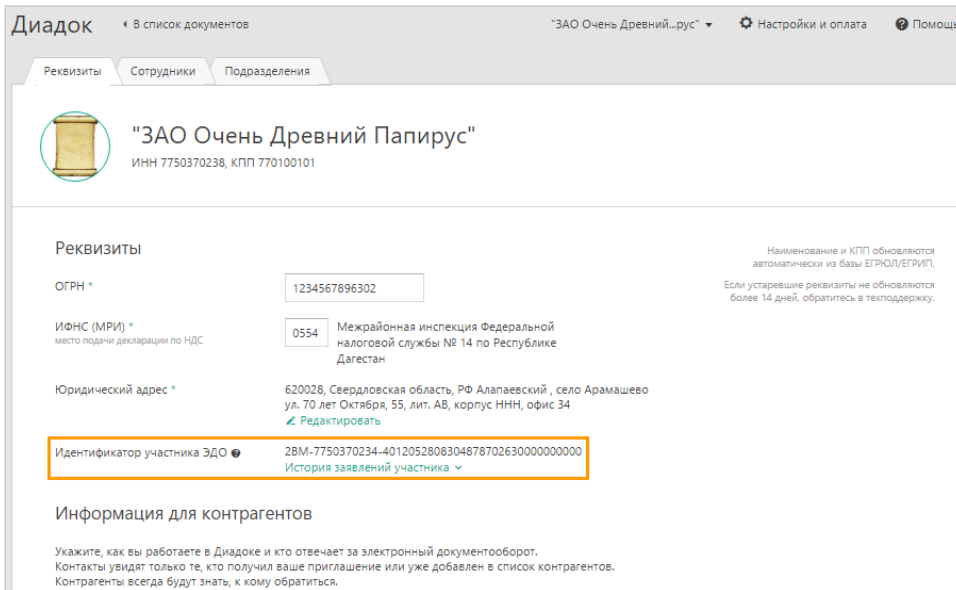 Диадок
В список документов
"ЗАО Очень Древний...рус"
Настройки и оплата
Помощь
Реквизиты
Сотрудники
Подразделения
"ЗАО Очень Древний Папирус"
ИНН 7750370238, КПП 770100101
Реквизиты
Наименование и КПП обновляются
автоматически из базы ЕГРЮЛ/ЕГРИП.
Если устаревшие реквизиты не обновляются
более 14 дней, обратитесь в техподдержку.
ОГРН *
1234567896302
ИФНС (МРИ) *
место подачи декларации по НДС
0554
Межрайонная инспекция Федеральной
налоговой службы № 14 по Республике
Дагестан
Юридический адрес *
620028, Свердловская область, РФ Алапаевский , село Арамашево
ул. 70 лет Октября, 55, лит. АВ, корпус ННН, офис 34
Редактировать
Идентификатор участника ЭДО
2BM-7750370234-4012052808304878702630000000000
История заявлений участника
Информация для контрагентов
Укажите, как вы работаете в Диадоке и кто отвечает за электронный документооборот.
Контакты увидят только те, кто получил ваше приглашение или уже добавлен в список контрагентов.
Контрагенты всегда будут знать, к кому обратиться.